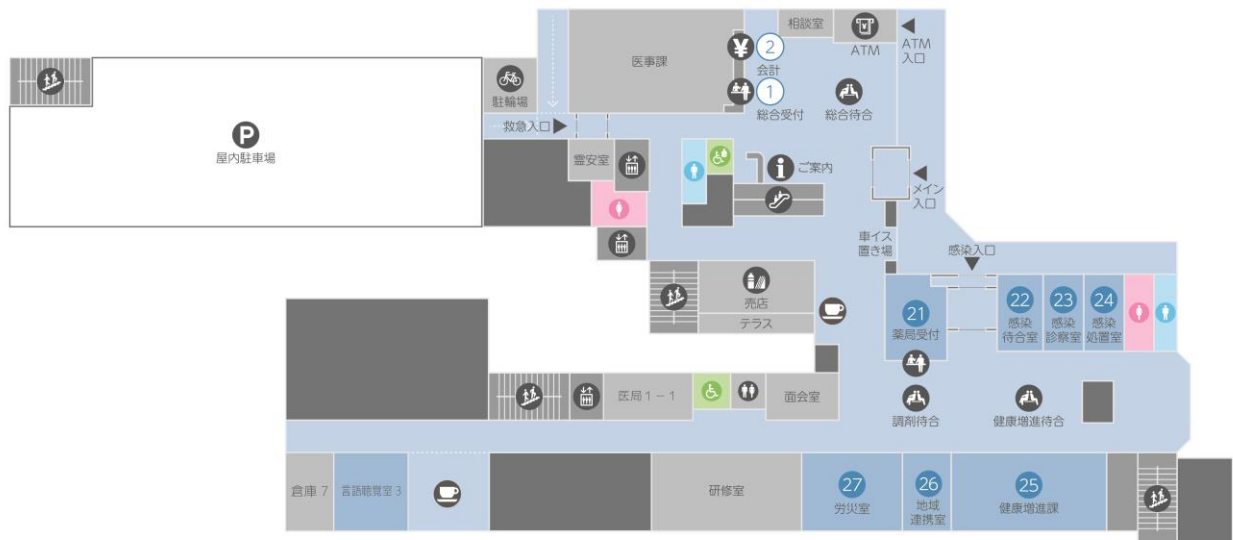 相談室
ATM
ATM
入口
医事課
¥
2
会計
1
総合受付
総合待合
駐輪場
救急入口
P
屋内駐車場
霊安室
i
ご案内
メイン
入口
車イス
置き場
感染入口
売店
テラス
21
薬局受付
22
感染
待合室
23
感染
診察室
24
感染
処置室
医局1-1
面会室
調剤待合
健康増進待合
倉庫7
言語聴覚室3
研修室
27
労災室
26
地域
連携室
25
健康増進課